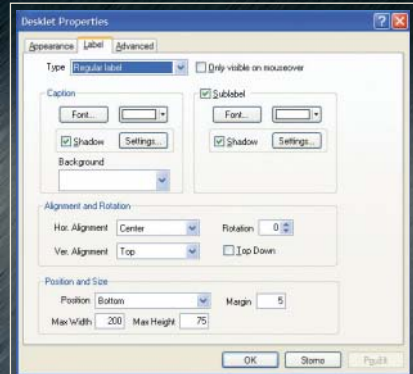 Desklet Properties
Appearance Label Advanced
Type Regular label Only visible on mouseover
Caption
Font...
Shadow Settings...
Background
Sublabel
Font...
Shadow Settings...
Alignment and Rotation
Hor. Alignment Center Rotation 0
Ver. Alignment Top Top Down
Position and Size
Position Bottom Margin 5
Max Width 200 Max Height 75
OK Storno Použít